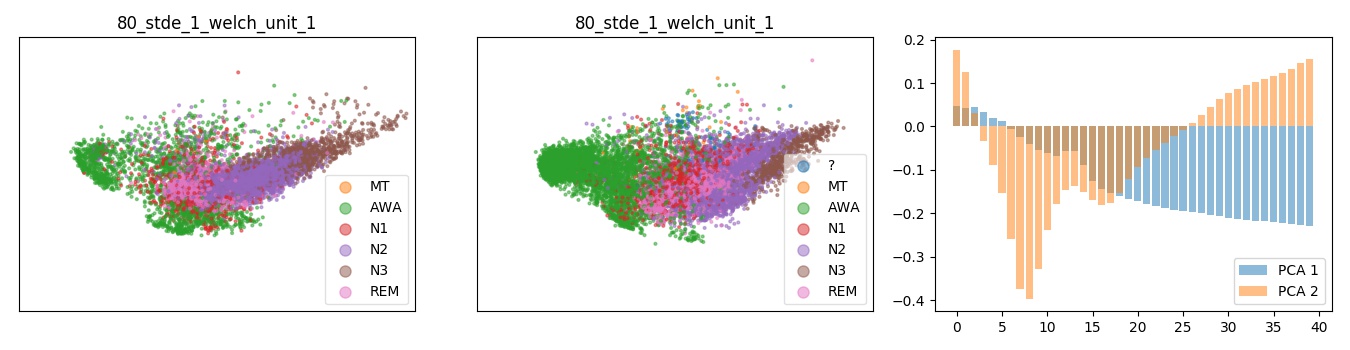 80_stde_1_welch_unit_1
MT
AWA
N1
N2
N3
REM
80_stde_1_welch_unit_1
?
MT
AWA
N1
N2
N3
REM
0.2
0.1
0.0
−0.1
−0.2
−0.3
−0.4
0 5 10 15 20 25 30 35 40
PCA 1
PCA 2